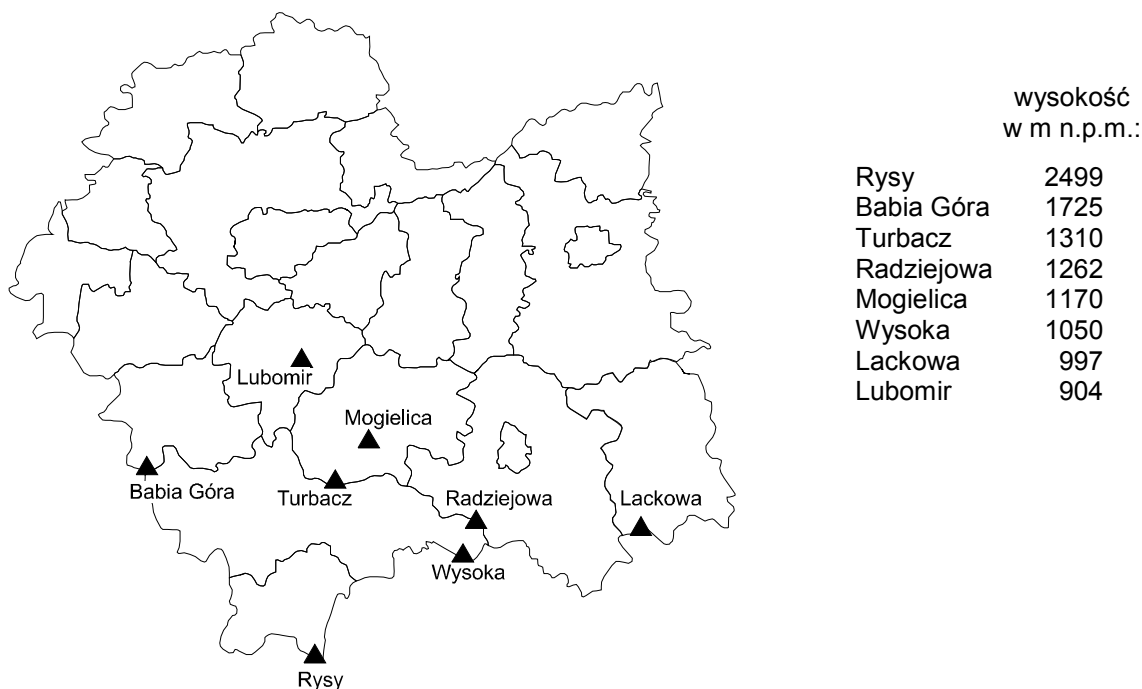 Lubomir
Mogielica
Babia Góra
Turbacz
Radziejowa
Lackowa
Wysoka
Rysy
wysokość
w m n.p.m.:
Rysy 2499
Babia Góra 1725
Turbacz 1310
Radziejowa 1262
Mogielica 1170
Wysoka 1050
Lackowa 997
Lubomir 904